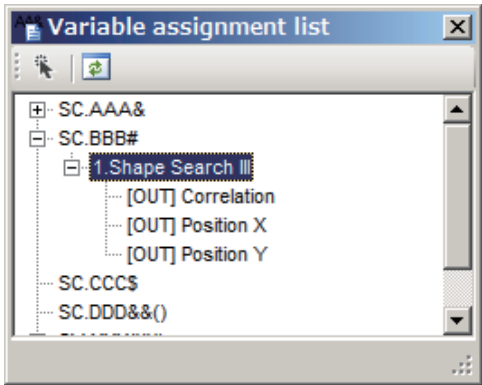 Variable assignment list
SC.AAA&
SC.BBB#
1.Shape Search III
[OUT] Correlation
[OUT] Position X
[OUT] Position Y
SC.CCC$
SC.DDD&&()